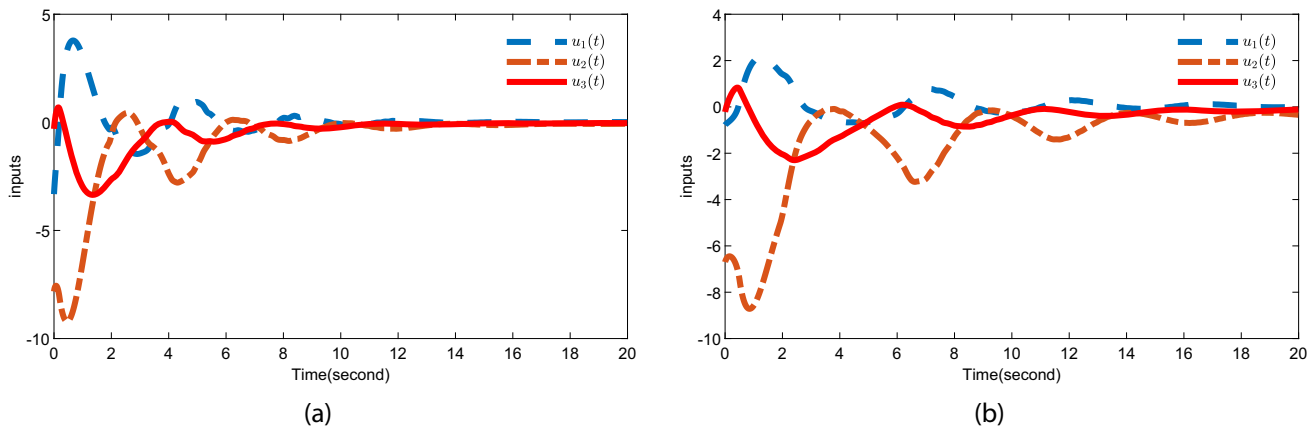 5
0
-5
-10
inputs
0 2 4 6 8 10 12 14 16 18 20
Time(second)
u₁(t)
u₂(t)
u₃(t)
(a)
4
2
0
-2
-4
-6
-8
-10
inputs
0 2 4 6 8 10 12 14 16 18 20
Time(second)
u₁(t)
u₂(t)
u₃(t)
(b)